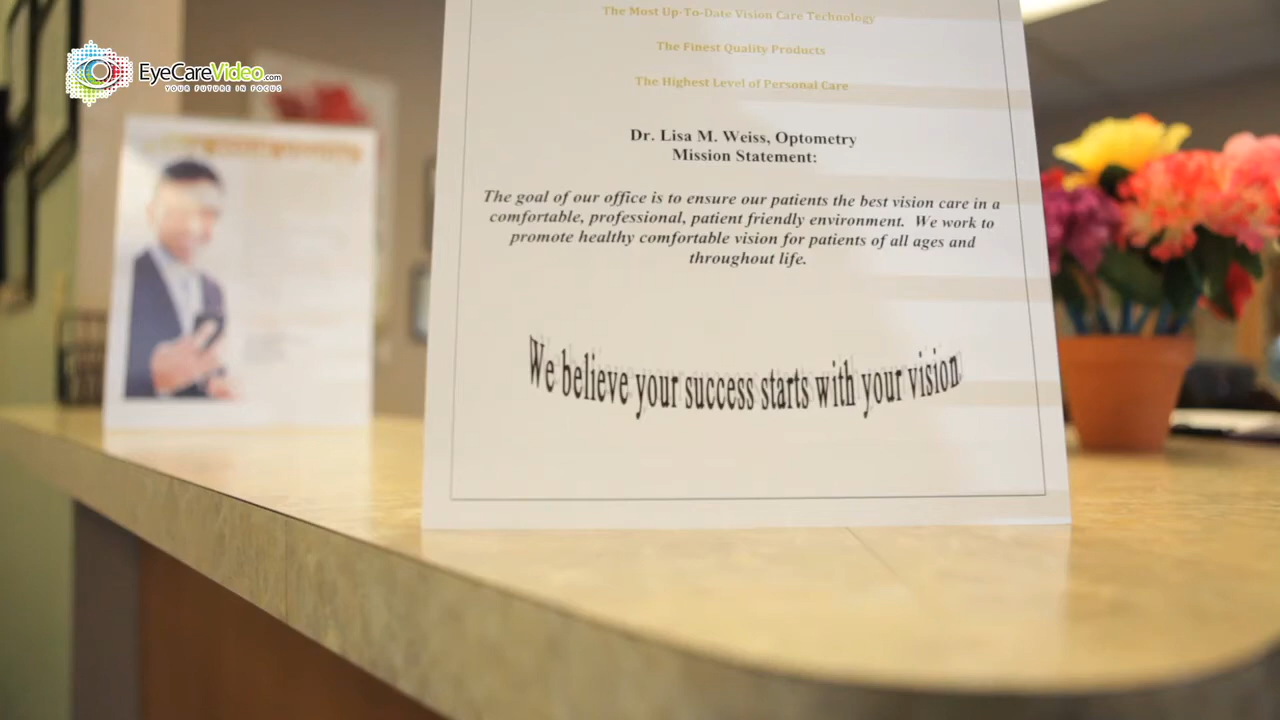 EyeCareVideo.com
YOUR FUTURE IN FOCUS
The Most Up-To-Date Vision Care Technology
The Finest Quality Products
The Highest Level of Personal Care
Dr. Lisa M. Weiss, Optometry
Mission Statement:
The goal of our office is to ensure our patients the best vision care in a
comfortable, professional, patient friendly environment. We work to
promote healthy comfortable vision for patients of all ages and
throughout life.
We believe your success starts with your vision